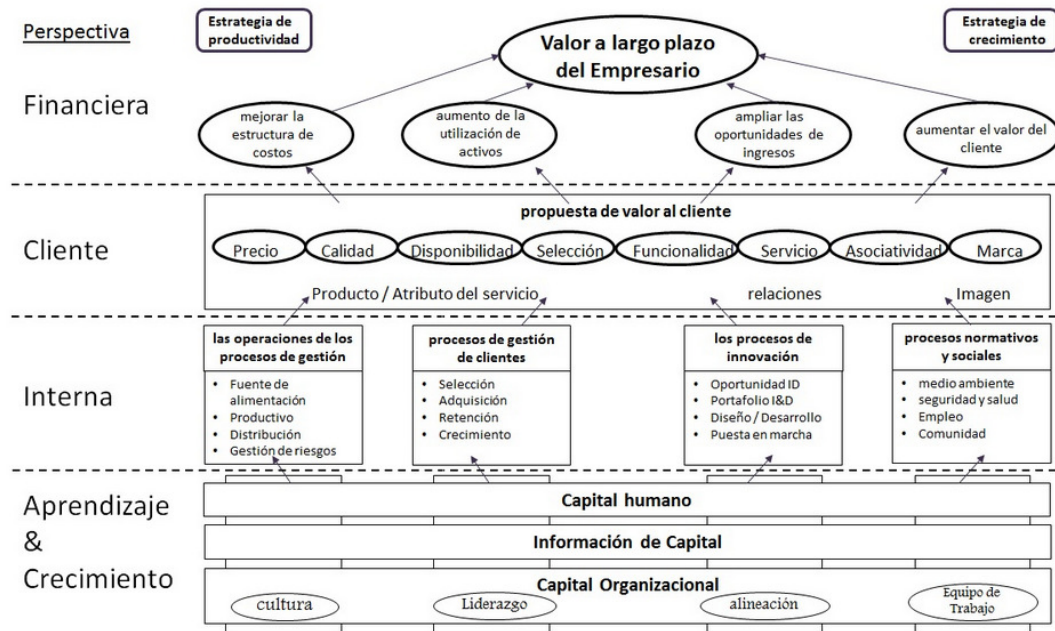 Perspectiva
Estrategia de
productividad
Estrategia de
crecimiento
Valor a largo plazo
del Empresario
Financiera
mejorar la
estructura de
costos
aumento de la
utilización de
activos
ampliar las
oportunidades de
ingresos
aumentar el valor del
cliente
propuesta de valor al cliente
Cliente
Precio
Calidad
Disponibilidad
Selección
Funcionalidad
Servicio
Asociatividad
Marca
Producto / Atributo del servicio
relaciones
Imagen
Interna
las operaciones de los
procesos de gestión
• Fuente de
alimentación
• Productivo
• Distribución
• Gestión de riesgos
procesos de gestión
de clientes
• Selección
• Adquisición
• Retención
• Crecimiento
los procesos de
innovación
• Oportunidad ID
• Portafolio I&D
• Diseño / Desarrollo
• Puesta en marcha
procesos normativos
y sociales
• medio ambiente
• seguridad y salud
• Empleo
• Comunidad
Aprendizaje
&
Crecimiento
Capital humano
Información de Capital
Capital Organizacional
cultura
Liderazgo
alineación
Equipo de
Trabajo